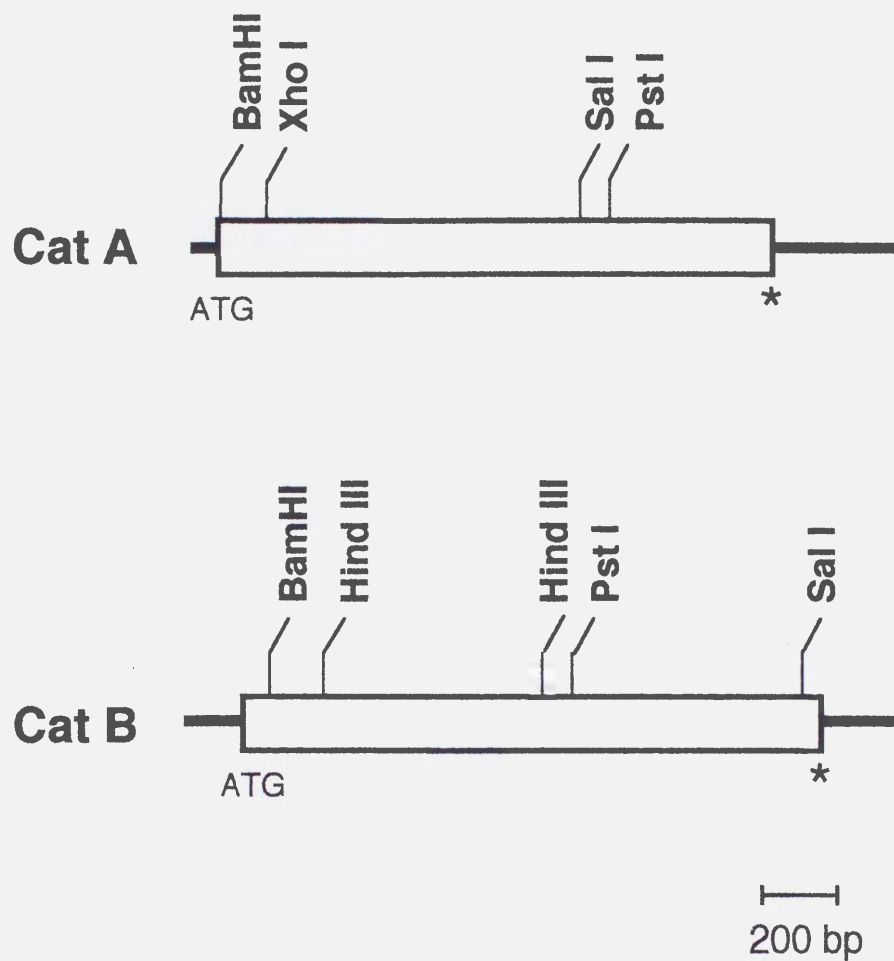 BamHI
Xho I
Sal I
Pst I
Cat A
ATG
*
BamHI
Hind III
Hind III
Pst I
Sal I
Cat B
ATG
*
200 bp